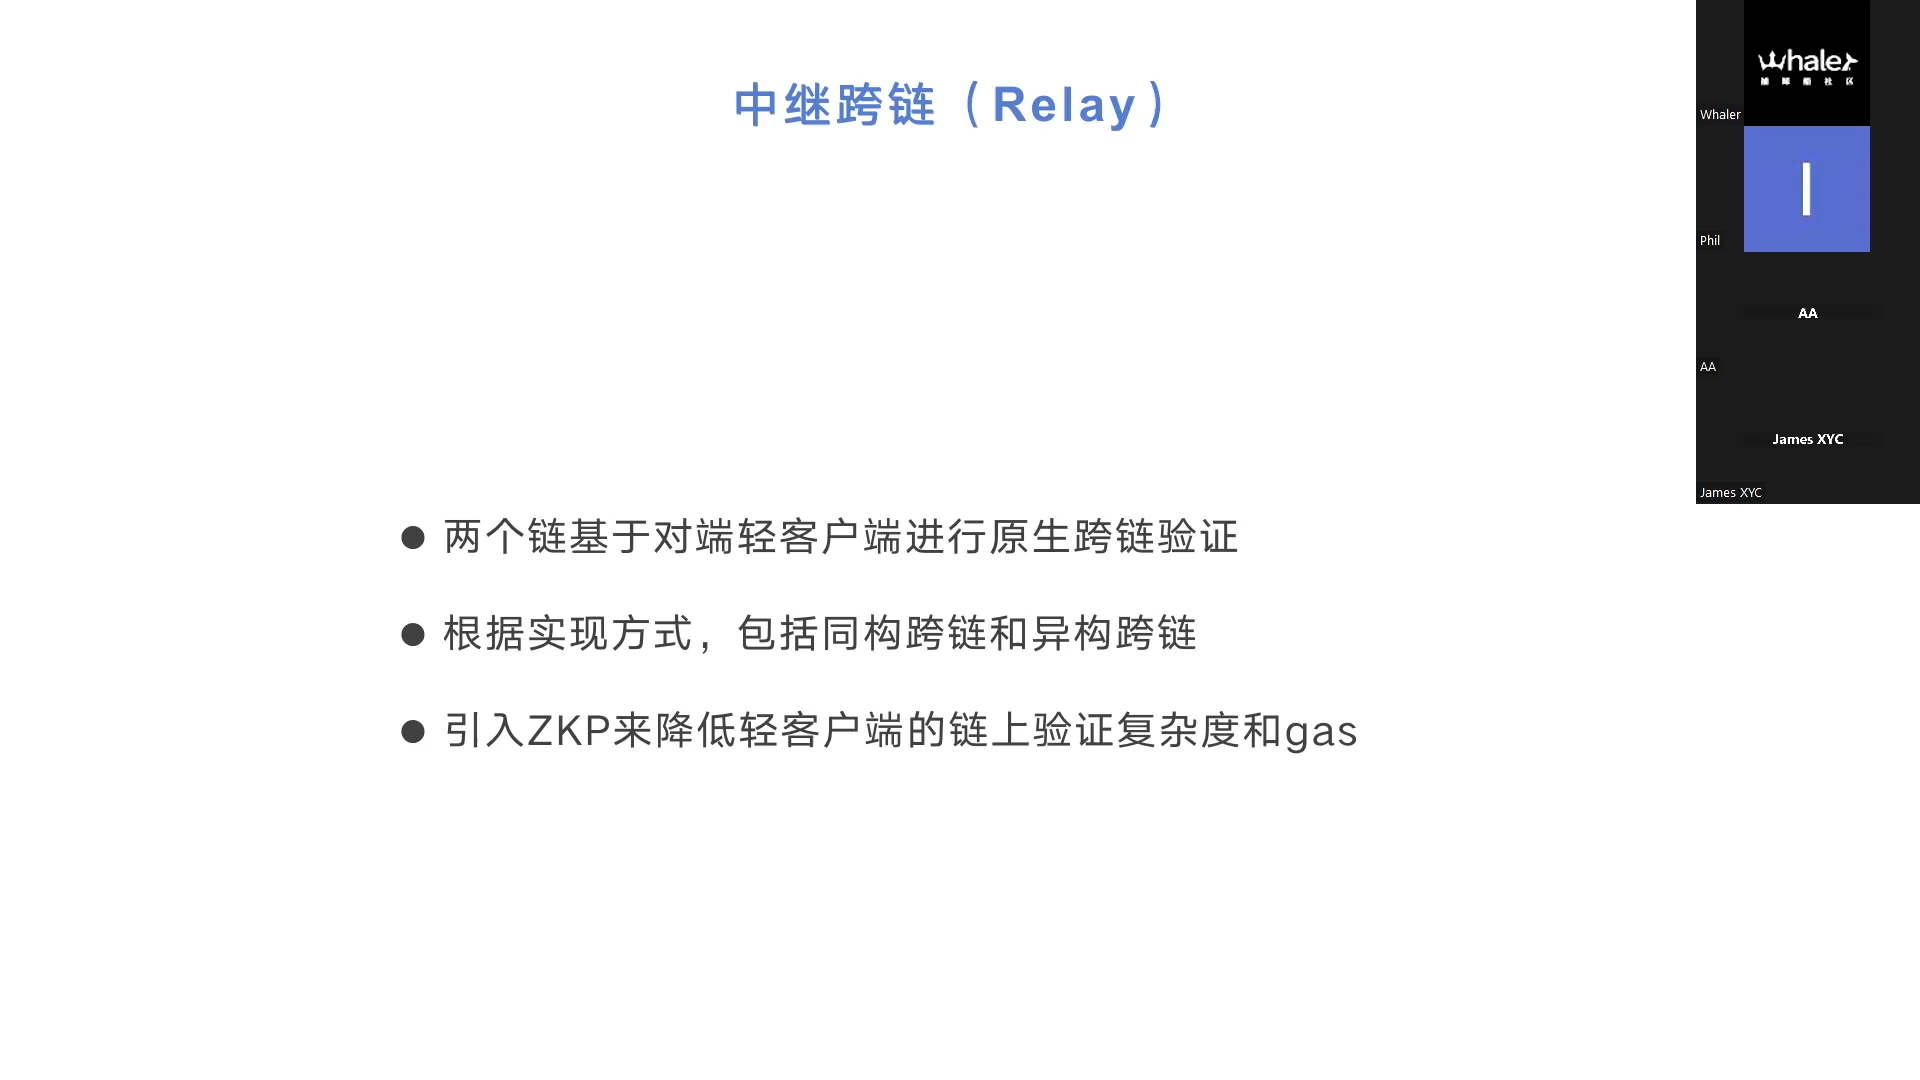 中继跨链（Relay）
两个链基于对端轻客户端进行原生跨链验证
根据实现方式，包括同构跨链和异构跨链
引入ZKP来降低轻客户端的链上验证复杂度和gas
Whaler
社区
Whaler
I
Phil
AA
AA
James XYC
James XYC